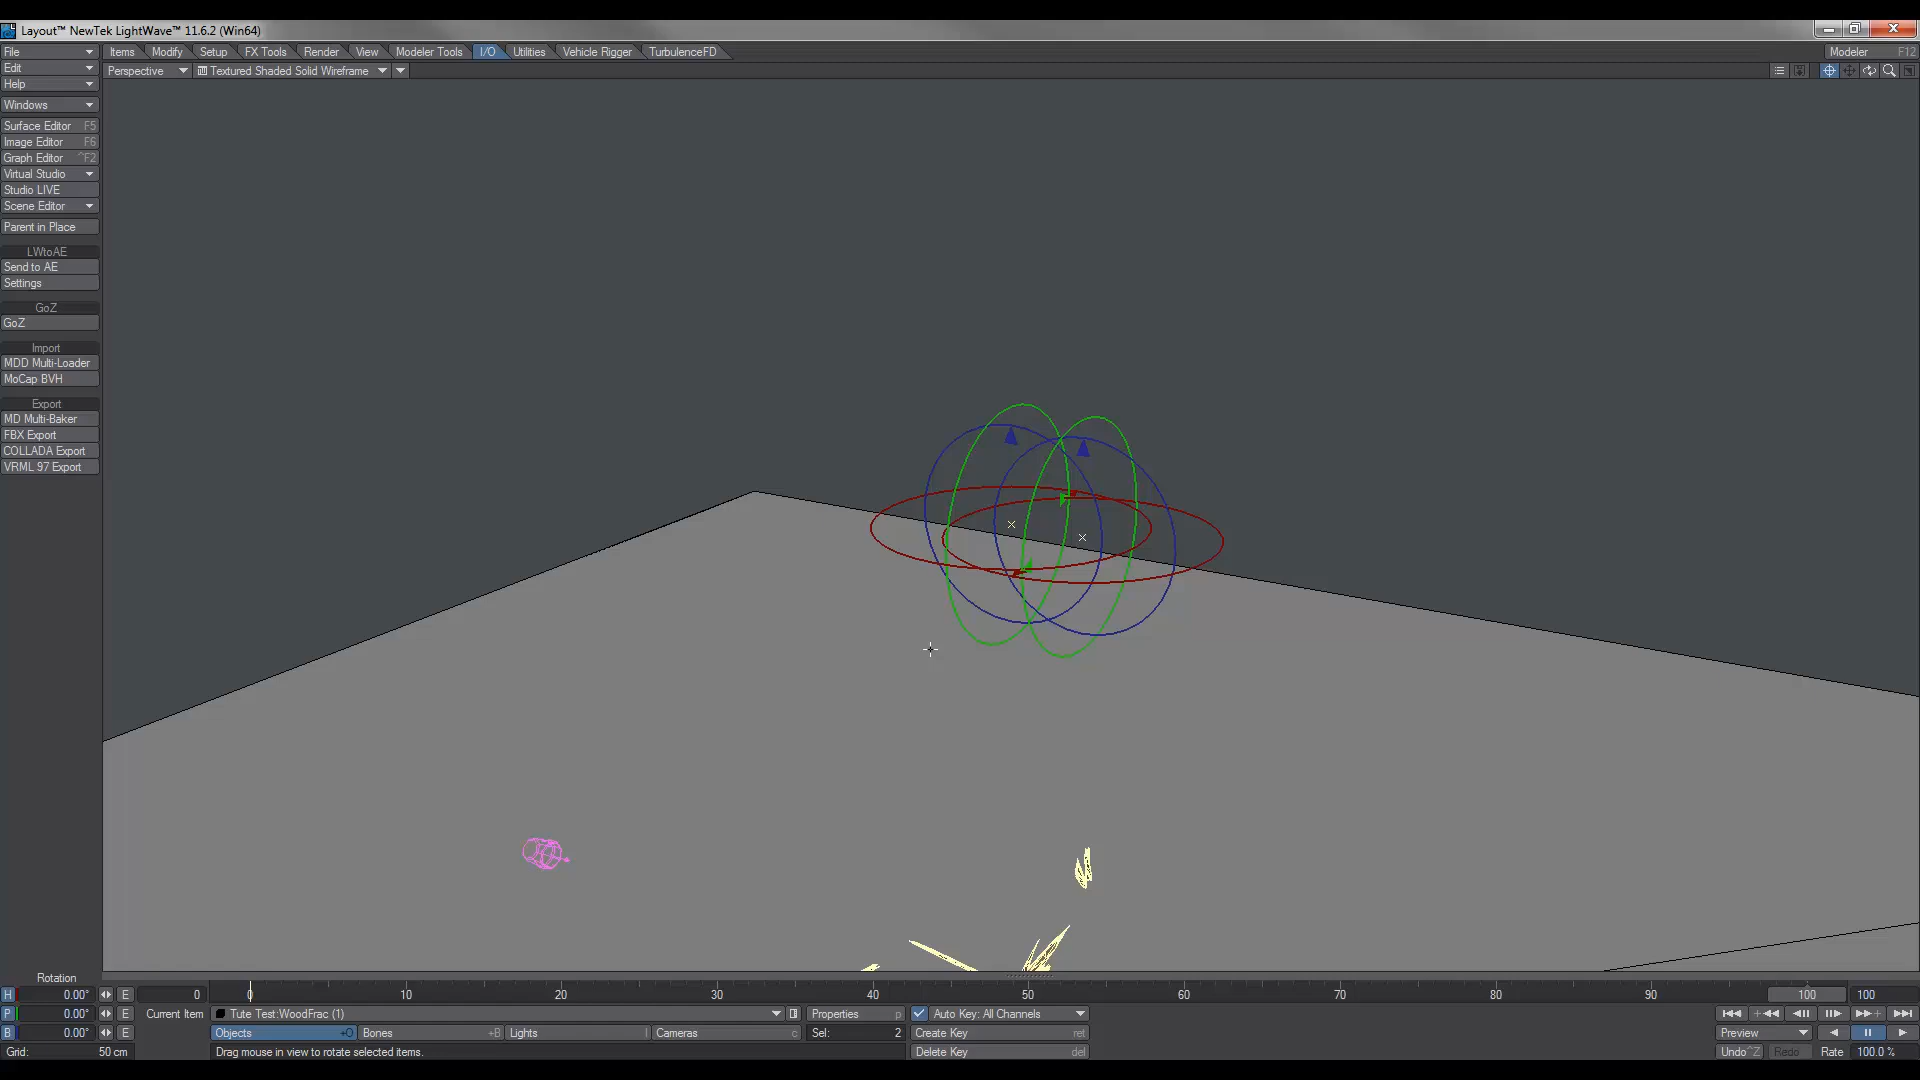 Layout™ NewTek LightWave™ 11.6.2 (Win64)
File Items Modify Setup FX Tools Render View Modeler Tools I/O Utilities Vehicle Rigger TurbulenceFD Modeler F12
Edit Perspective Textured Shaded Solid Wireframe
Help
Windows
Surface Editor F5
Image Editor F6
Graph Editor ^F2
Virtual Studio
Studio LIVE
Scene Editor
Parent in Place
LWtoAE
Send to AE
Settings
GoZ
GoZ
Import
MDD Multi-Loader
MoCap BVH
Export
MD Multi-Baker
FBX Export
COLLADA Export
VRML 97 Export
Rotation
H 0.00° E 0 0 10 20 30 40 50 60 70 80 90 100 100
P 0.00° E Current Item Tute Test:WoodFrac (1) Properties p Auto Key: All Channels
B 0.00° E Objects +O Bones +B Lights l Cameras c Sel: 2 Create Key ret Preview
Grid: 50 cm Drag mouse in view to rotate selected items. Delete Key del Undo ^Z Redo Rate 100.0 %